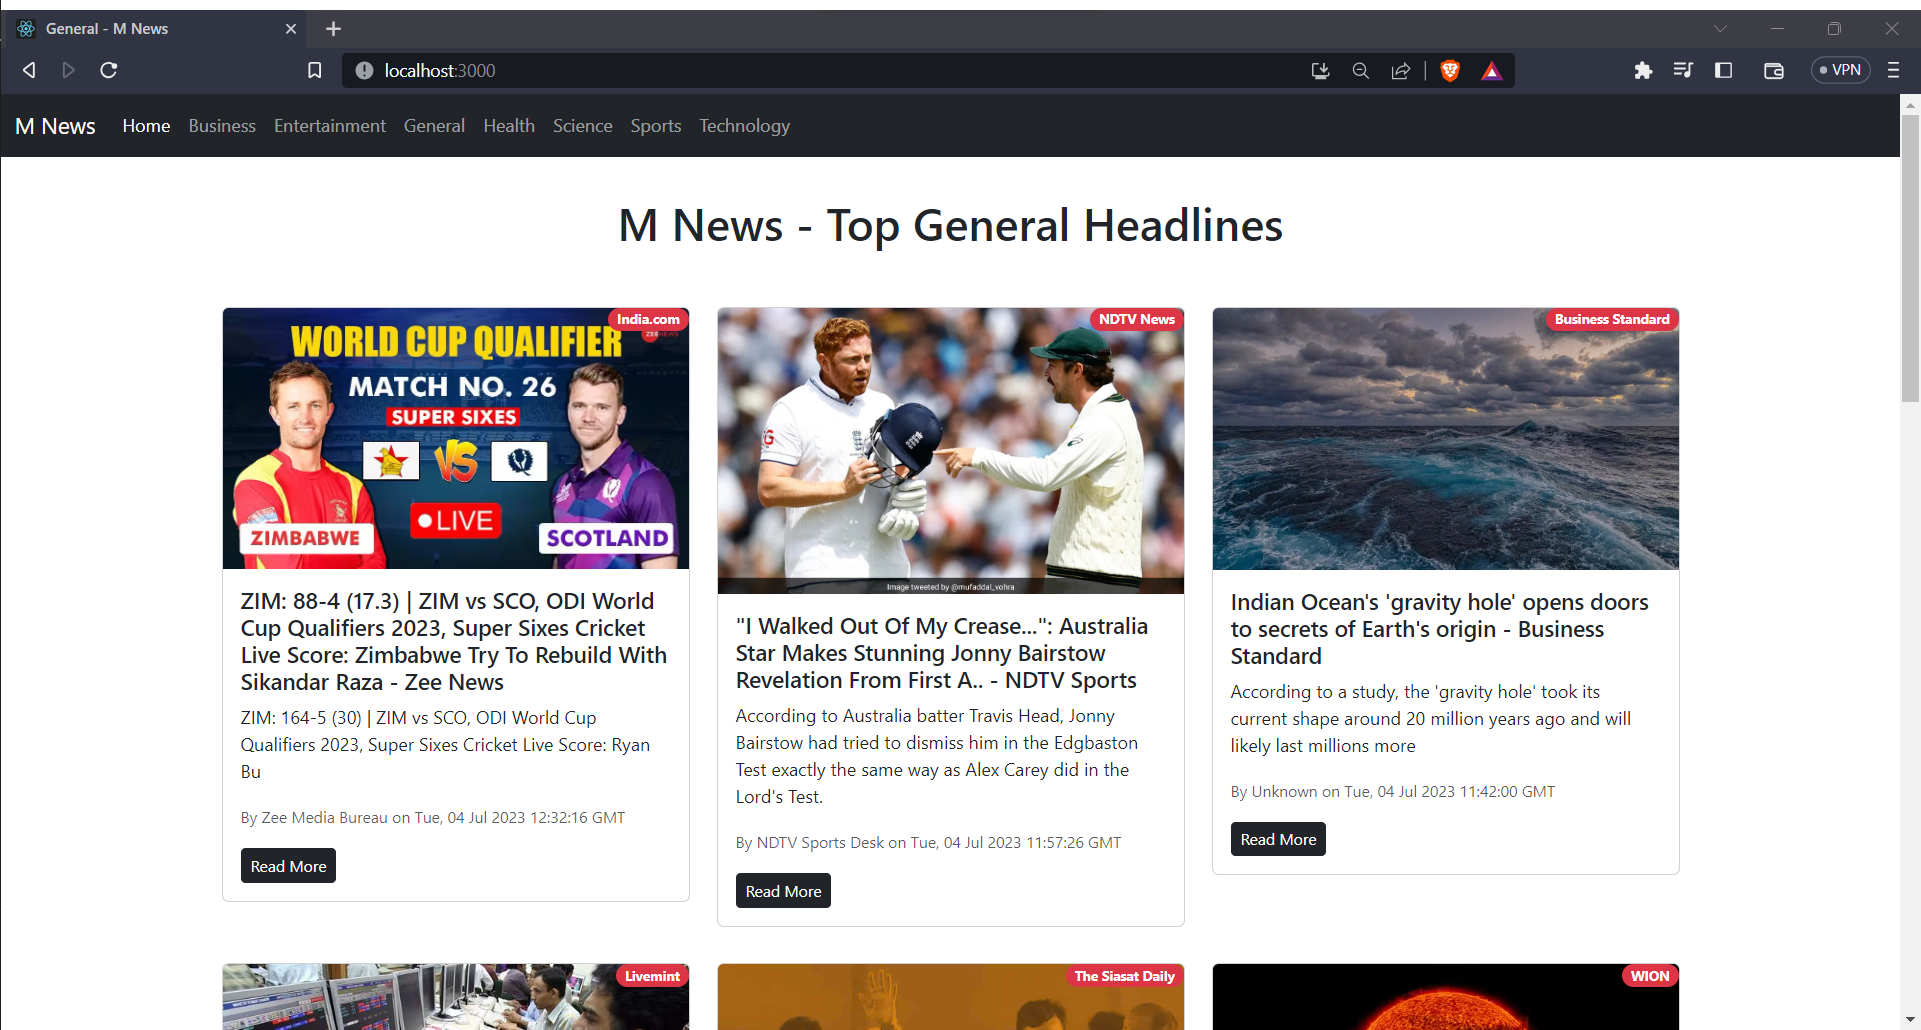 General - M News
localhost:3000
VPN
M News Home Business Entertainment General Health Science Sports Technology
M News - Top General Headlines
India.com
WORLD CUP QUALIFIER
ZEE NEWS
MATCH NO. 26
SUPER SIXES
VS
LIVE
ZIMBABWE
SCOTLAND
ZIM: 88-4 (17.3) | ZIM vs SCO, ODI World
Cup Qualifiers 2023, Super Sixes Cricket
Live Score: Zimbabwe Try To Rebuild With
Sikandar Raza - Zee News
ZIM: 164-5 (30) | ZIM vs SCO, ODI World Cup
Qualifiers 2023, Super Sixes Cricket Live Score: Ryan
Bu
By Zee Media Bureau on Tue, 04 Jul 2023 12:32:16 GMT
Read More
NDTV News
Image tweeted by @mufaddal_vohra
"I Walked Out Of My Crease...": Australia
Star Makes Stunning Jonny Bairstow
Revelation From First A.. - NDTV Sports
According to Australia batter Travis Head, Jonny
Bairstow had tried to dismiss him in the Edgbaston
Test exactly the same way as Alex Carey did in the
Lord's Test.
By NDTV Sports Desk on Tue, 04 Jul 2023 11:57:26 GMT
Read More
Business Standard
Indian Ocean's 'gravity hole' opens doors
to secrets of Earth's origin - Business
Standard
According to a study, the 'gravity hole' took its
current shape around 20 million years ago and will
likely last millions more
By Unknown on Tue, 04 Jul 2023 11:42:00 GMT
Read More
Livemint
The Siasat Daily
WION